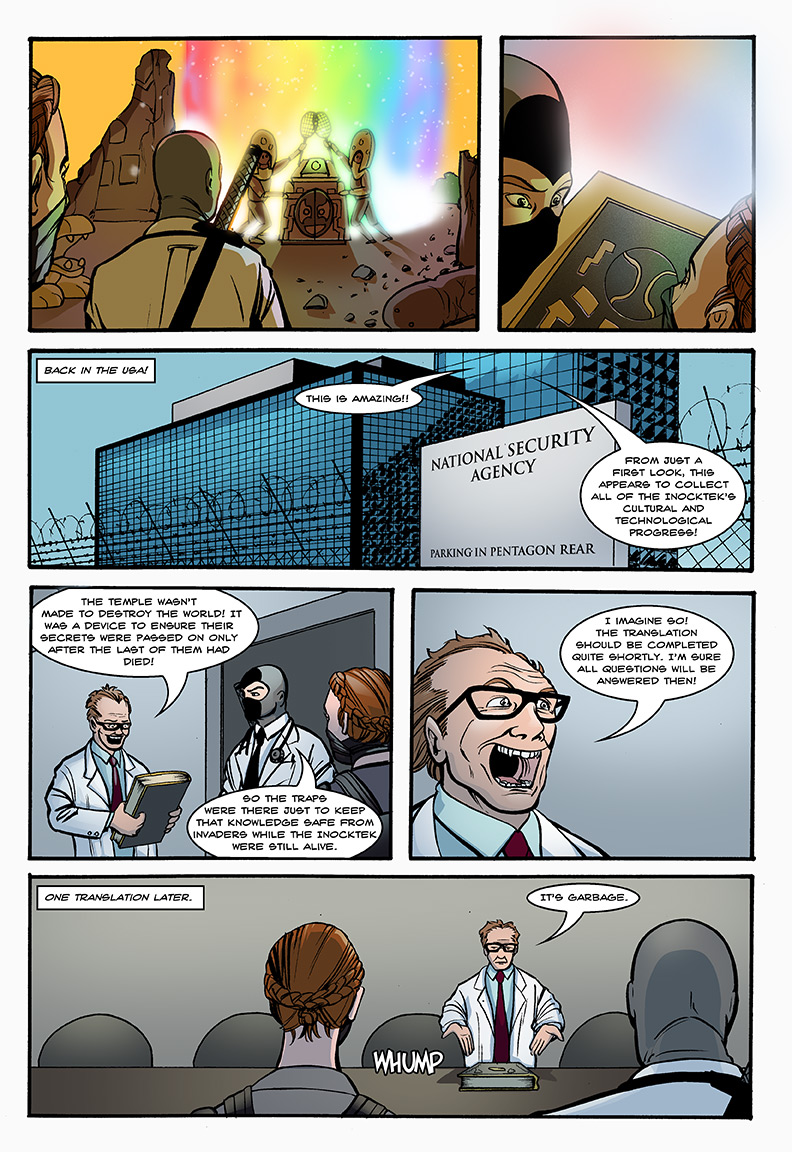 BACK IN THE USA!
THIS IS AMAZING!!
NATIONAL SECURITY
AGENCY
PARKING IN PENTAGON REAR
FROM JUST A
FIRST LOOK, THIS
APPEARS TO COLLECT
ALL OF THE INOCKTEK'S
CULTURAL AND
TECHNOLOGICAL
PROGRESS!
THE TEMPLE WASN'T
MADE TO DESTROY THE WORLD! IT
WAS A DEVICE TO ENSURE THEIR
SECRETS WERE PASSED ON ONLY
AFTER THE LAST OF THEM HAD
DIED!
SO THE TRAPS
WERE THERE JUST TO KEEP
THAT KNOWLEDGE SAFE FROM
INVADERS WHILE THE INOCKTEK
WERE STILL ALIVE.
I IMAGINE SO!
THE TRANSLATION
SHOULD BE COMPLETED
QUITE SHORTLY. I'M SURE
ALL QUESTIONS WILL BE
ANSWERED THEN!
ONE TRANSLATION LATER.
IT'S GARBAGE.
WHUMP